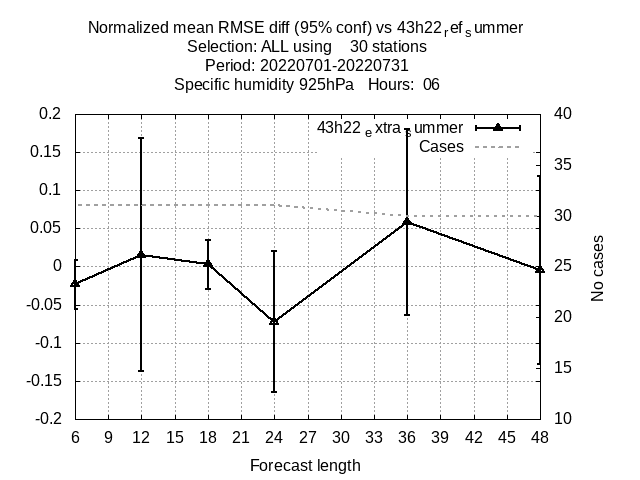 Normalized mean RMSE diff (95% conf) vs 43h22refsummer
Selection: ALL using 30 stations
Period: 20220701-20220731
Specific humidity 925hPa Hours: 06
43h22extrasummer
Cases
0.2
0.15
0.1
0.05
0
-0.05
-0.1
-0.15
-0.2
40
35
30
25
20
15
10
No cases
6 9 12 15 18 21 24 27 30 33 36 39 42 45 48
Forecast length